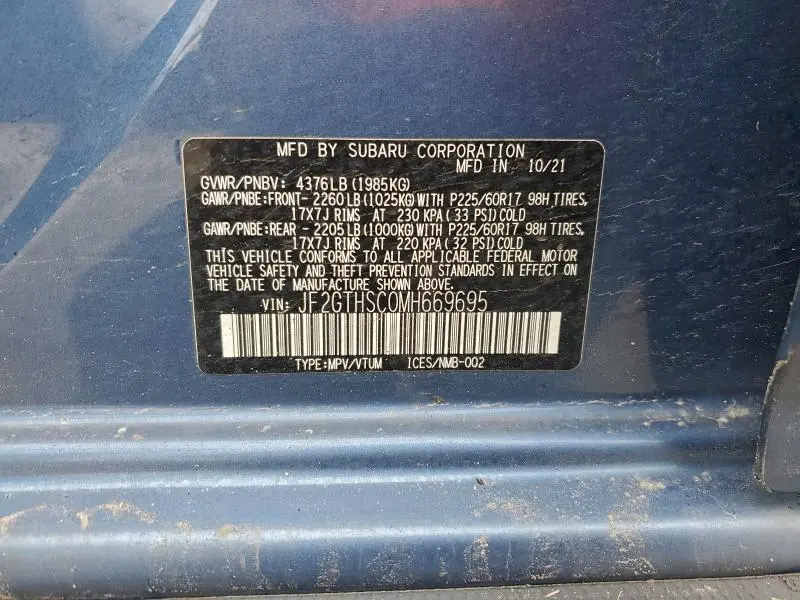 MFD BY SUBARU CORPORATION
MFD IN 10/21
GVWR/PNBV: 4376LB(1985KG)
GAWR/PNBE:FRONT- 2260LB(1025KG)WITH P225/60R17 98H TIRES,
17X7J RIMS AT 230 KPA(33 PSI)COLD
GAWR/PNBE:REAR - 2205LB(1000KG)WITH P225/60R17 98H TIRES,
17X7J RIMS AT 220 KPA(32 PSI)COLD
THIS VEHICLE CONFORMS TO ALL APPLICABLE FEDERAL MOTOR
VEHICLE SAFETY AND THEFT PREVENTION STANDARDS IN EFFECT ON
THE DATE OF MANUFACTURE SHOWN ABOVE.
VIN: JF2GTHSC0MH669695
TYPE:MPV/VTUM ICES/NMB-002